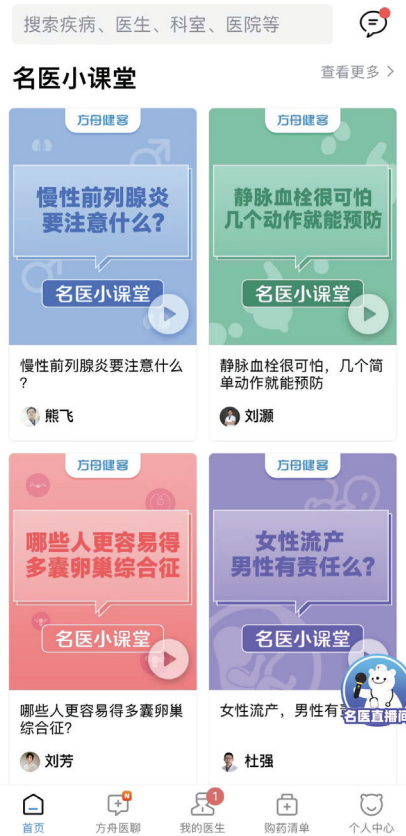 搜索疾病、医生、科室、医院等
名医小课堂
查看更多
方舟健客
慢性前列腺炎
要注意什么?
名医小课堂
慢性前列腺炎要注意什么
?
熊飞
方舟健客
静脉血栓很可怕
几个动作就能预防
名医小课堂
静脉血栓很可怕，几个简
单动作就能预防
刘灏
方舟健客
哪些人更容易得
多囊卵巢综合征
名医小课堂
哪些人更容易得多囊卵巢
综合征?
刘芳
方舟健客
女性流产
男性有责任么?
名医小课堂
女性流产，男性有
杜强
名医直播间
首页
N
方舟医聊
1
我的医生
购药清单
个人中心